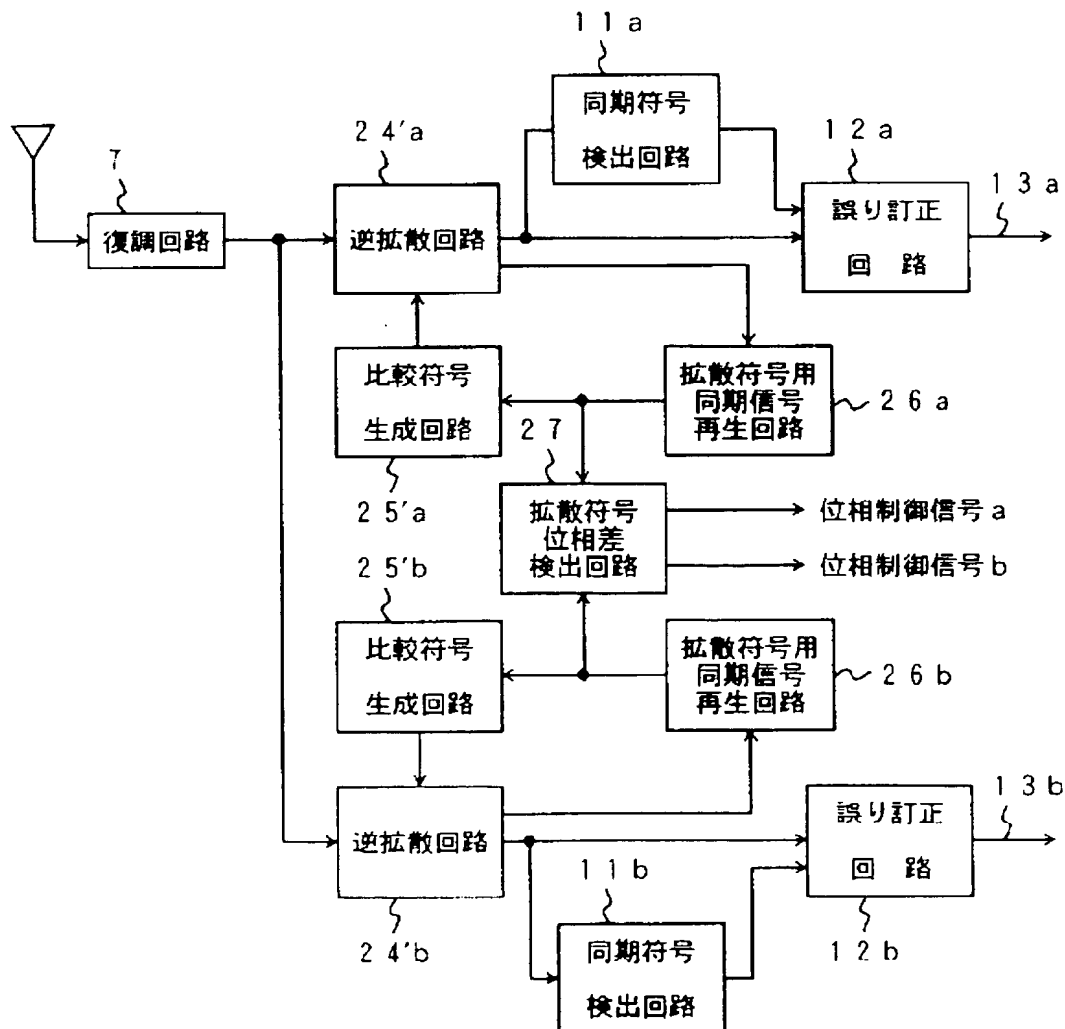 11a
同期符号
検出回路
24'a
12a
7
13a
復調回路
逆拡散回路
誤り訂正
回 路
比較符号
生成回路
拡散符号用
同期信号
再生回路
26a
27
25'a
拡散符号
位相差
検出回路
位相制御信号a
位相制御信号b
25'b
比較符号
生成回路
拡散符号用
同期信号
再生回路
26b
13b
逆拡散回路
誤り訂正
回 路
11b
24'b
12b
同期符号
検出回路